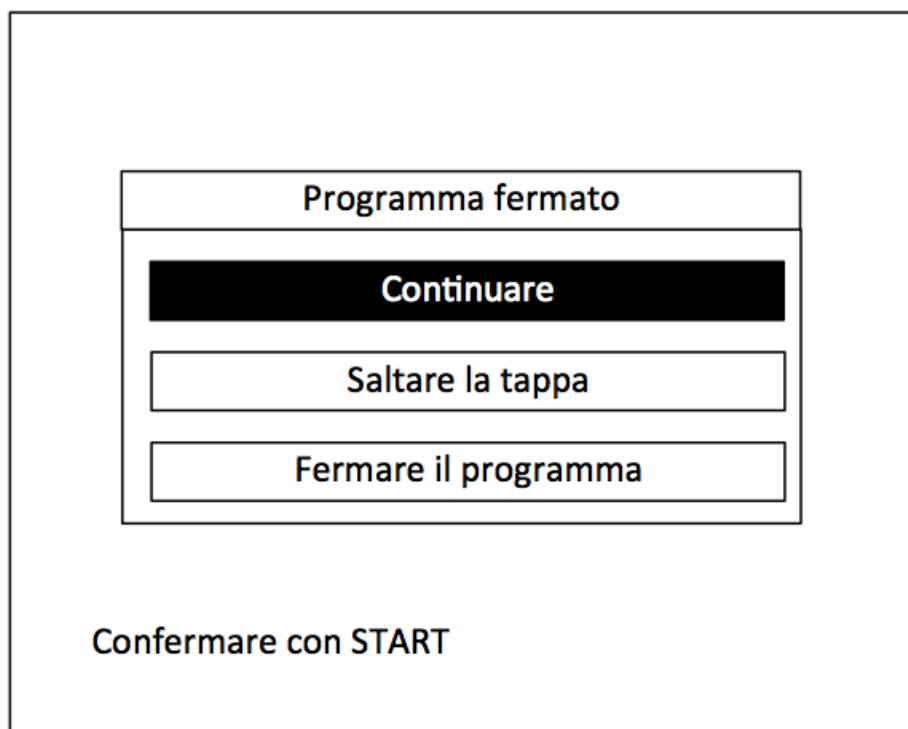 Programma fermato
Continuare
Saltare la tappa
Fermare il programma
Confermare con START